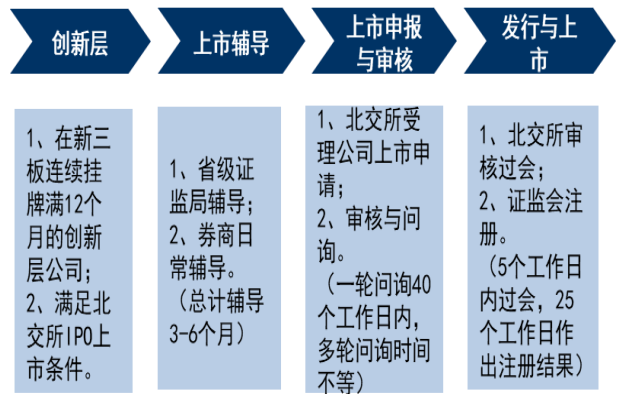 创新层
上市辅导
上市申报
与审核
发行与上
市
1、在新三
板连续挂
牌满12个
月的创新
层公司；
2、满足北
交所IPO上
市条件。
1、省级证
监局辅导；
2、券商日
常辅导。
（总计辅导
3-6个月）
1、北交所受
理公司上市申
请；
2、审核与问
询。
（一轮问询40
个工作日内，
多轮问询时间
不等）
1、北交所审
核过会；
2、证监会注
册。
（5个工作日
内过会，25
个工作日作
出注册结果）